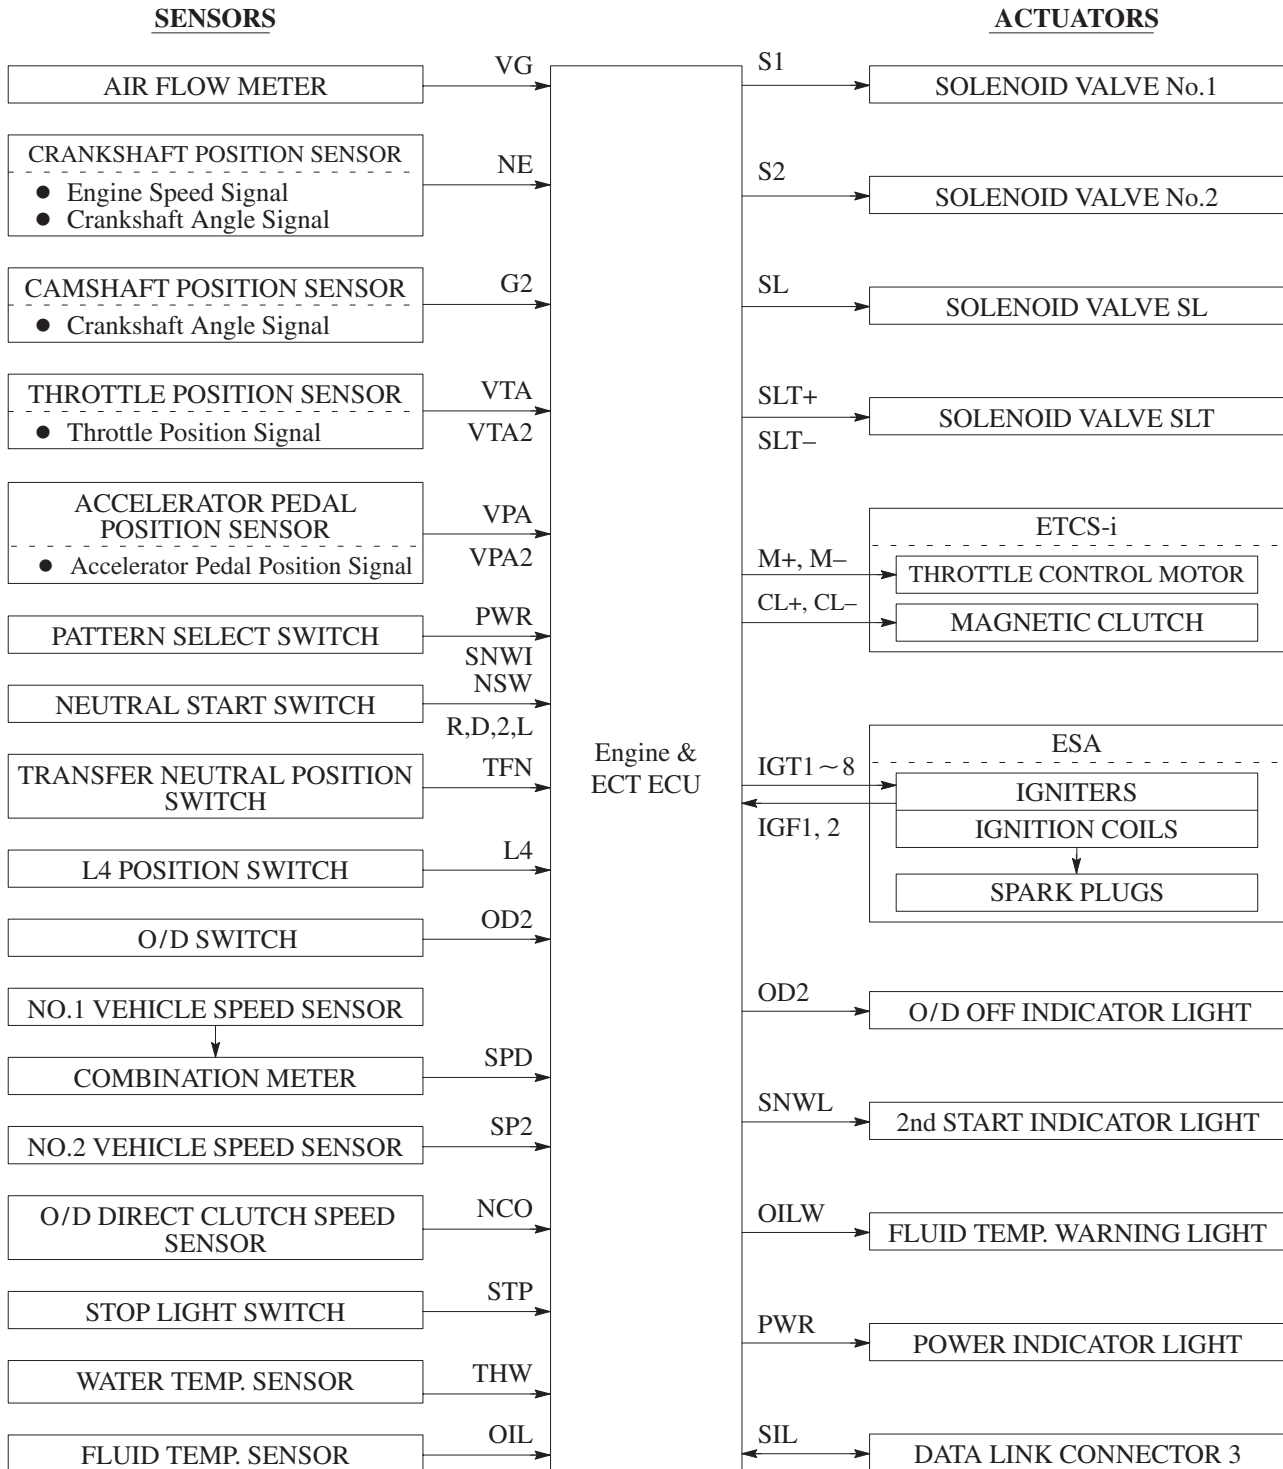 SENSORS
ACTUATORS
AIR FLOW METER
VG
CRANKSHAFT POSITION SENSOR
● Engine Speed Signal
● Crankshaft Angle Signal
NE
CAMSHAFT POSITION SENSOR
● Crankshaft Angle Signal
G2
THROTTLE POSITION SENSOR
● Throttle Position Signal
VTA
VTA2
ACCELERATOR PEDAL
POSITION SENSOR
● Accelerator Pedal Position Signal
VPA
VPA2
PATTERN SELECT SWITCH
PWR
SNWI
NEUTRAL START SWITCH
NSW
R,D,2,L
TRANSFER NEUTRAL POSITION
SWITCH
TFN
L4 POSITION SWITCH
L4
O/D SWITCH
OD2
NO.1 VEHICLE SPEED SENSOR
COMBINATION METER
SPD
NO.2 VEHICLE SPEED SENSOR
SP2
O/D DIRECT CLUTCH SPEED
SENSOR
NCO
STOP LIGHT SWITCH
STP
WATER TEMP. SENSOR
THW
FLUID TEMP. SENSOR
OIL
Engine &
ECT ECU
S1
SOLENOID VALVE No.1
S2
SOLENOID VALVE No.2
SL
SOLENOID VALVE SL
SLT+
SLT–
SOLENOID VALVE SLT
ETCS-i
M+, M–
THROTTLE CONTROL MOTOR
CL+, CL–
MAGNETIC CLUTCH
ESA
IGT1～8
IGNITERS
IGF1, 2
IGNITION COILS
SPARK PLUGS
OD2
O/D OFF INDICATOR LIGHT
SNWL
2nd START INDICATOR LIGHT
OILW
FLUID TEMP. WARNING LIGHT
PWR
POWER INDICATOR LIGHT
SIL
DATA LINK CONNECTOR 3